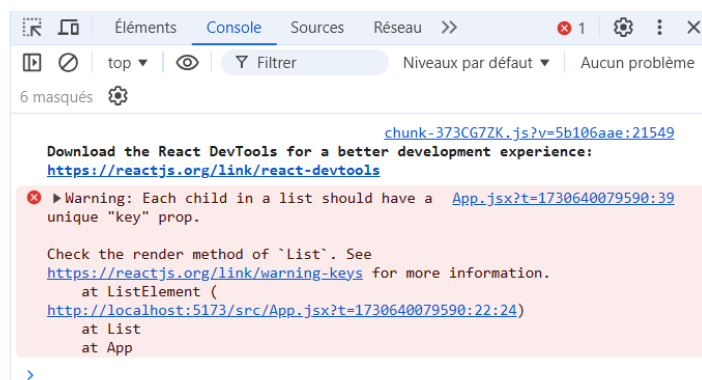 Éléments Console Sources Réseau 1
top Filtrer Niveaux par défaut Aucun problème
6 masqués
chunk-373CG7ZK.js?v=5b106aae:21549
Download the React DevTools for a better development experience:
https://reactjs.org/link/react-devtools
Warning: Each child in a list should have a App.jsx?t=1730640079590:39
unique "key" prop.
Check the render method of `List`. See
https://reactjs.org/link/warning-keys for more information.
at ListElement (
http://localhost:5173/src/App.jsx?t=1730640079590:22:24)
at List
at App